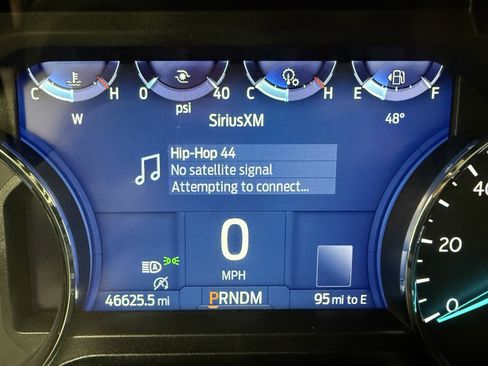 C H 0 40 C H E F
W psi 48°
SiriusXM
Hip-Hop 44
No satellite signal
Attempting to connect...
0
MPH
46625.5 mi PRNDM 95 mi to E
40
20
0